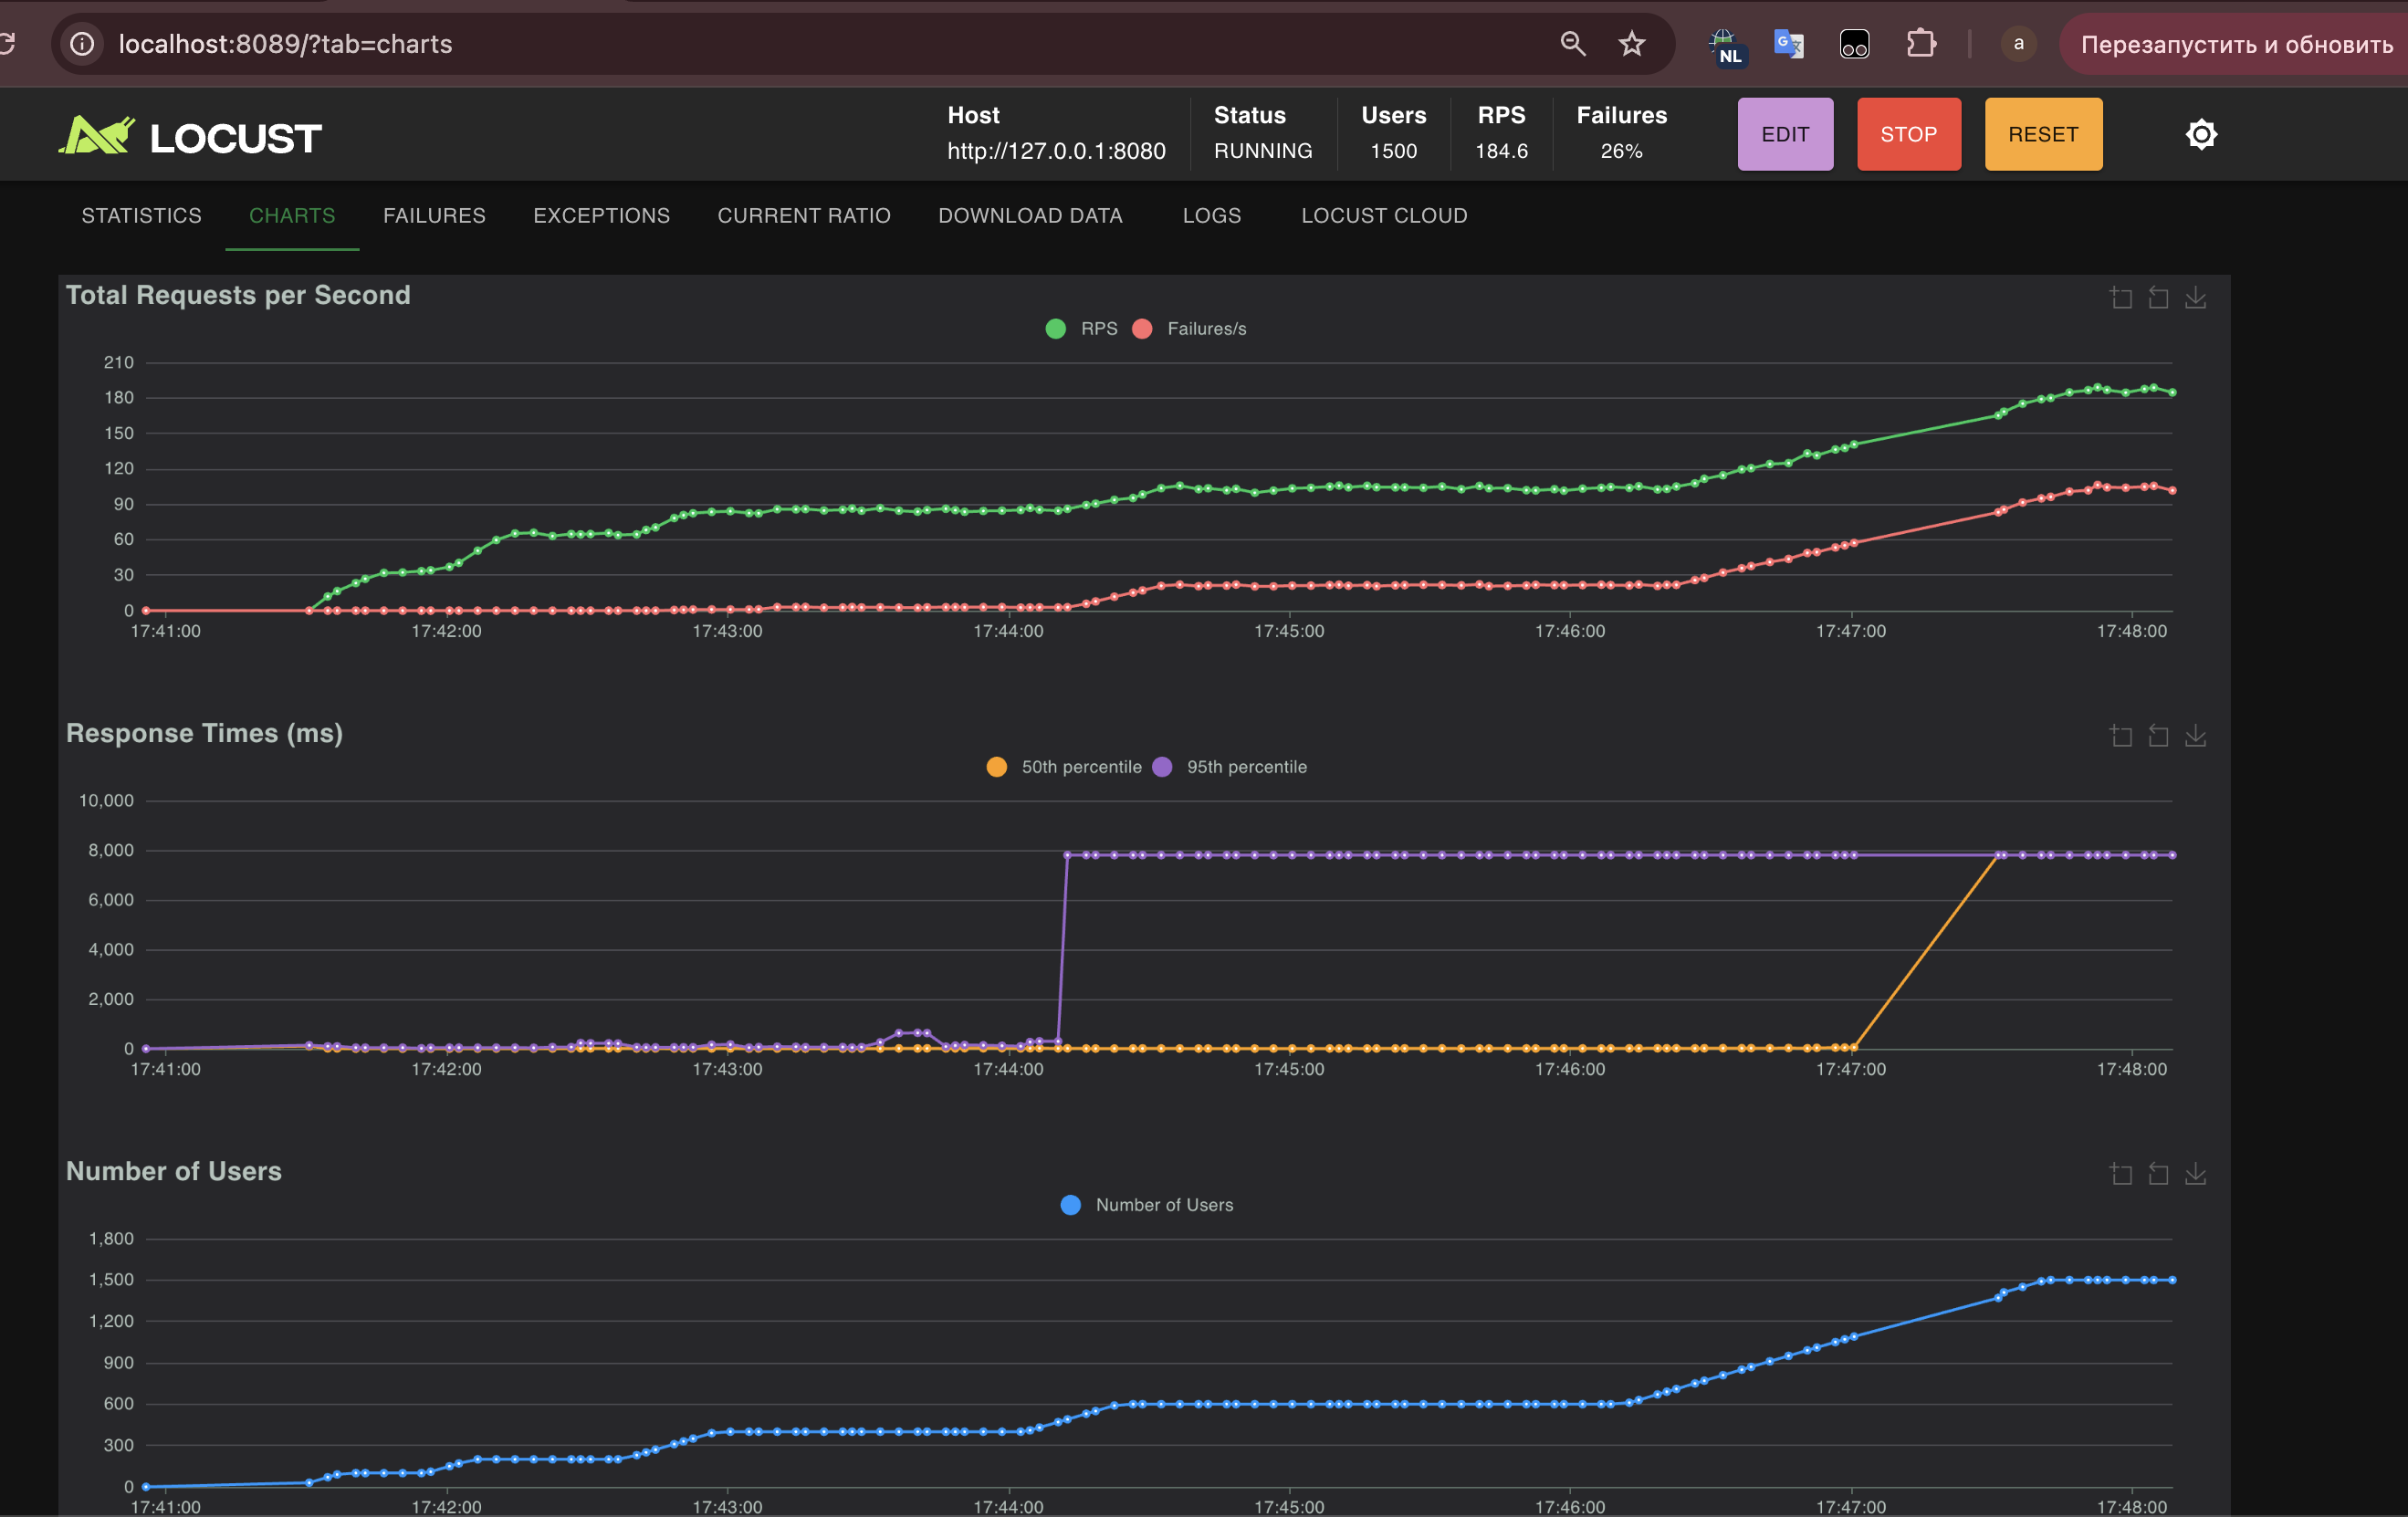 localhost:8089/?tab=charts
NL
G
a
Перезапустить и обновить
LOCUST
Host
http://127.0.0.1:8080
Status
RUNNING
Users
1500
RPS
184.6
Failures
26%
EDIT
STOP
RESET
STATISTICS CHARTS FAILURES EXCEPTIONS CURRENT RATIO DOWNLOAD DATA LOGS LOCUST CLOUD
Total Requests per Second
RPS Failures/s
210
180
150
120
90
60
30
0
17:41:00 17:42:00 17:43:00 17:44:00 17:45:00 17:46:00 17:47:00 17:48:00
Response Times (ms)
50th percentile 95th percentile
10,000
8,000
6,000
4,000
2,000
0
17:41:00 17:42:00 17:43:00 17:44:00 17:45:00 17:46:00 17:47:00 17:48:00
Number of Users
Number of Users
1,800
1,500
1,200
900
600
300
0
17:41:00 17:42:00 17:43:00 17:44:00 17:45:00 17:46:00 17:47:00 17:48:00